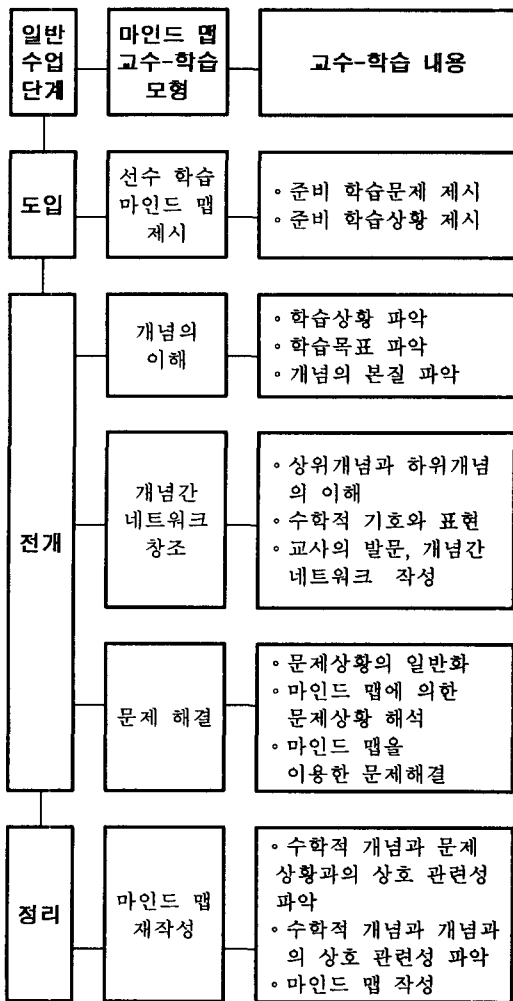 일반
수업
단계
마인드 맵
교수-학습
모형
교수-학습 내용
도입
선수 학습
마인드 맵
제시
◦ 준비 학습문제 제시
◦ 준비 학습상황 제시
전개
개념의
이해
◦ 학습상황 파악
◦ 학습목표 파악
◦ 개념의 본질 파악
개념간
네트워크
창조
◦ 상위개념과 하위개념
의 이해
◦ 수학적 기호와 표현
◦ 교사의 발문, 개념간
네트워크 작성
문제 해결
◦ 문제상황의 일반화
◦ 마인드 맵에 의한
문제상황 해석
◦ 마인드 맵을
이용한 문제해결
정리
마인드 맵
재작성
◦ 수학적 개념과 문제
상황과의 상호 관련성
파악
◦ 수학적 개념과 개념과
의 상호 관련성 파악
◦ 마인드 맵 작성